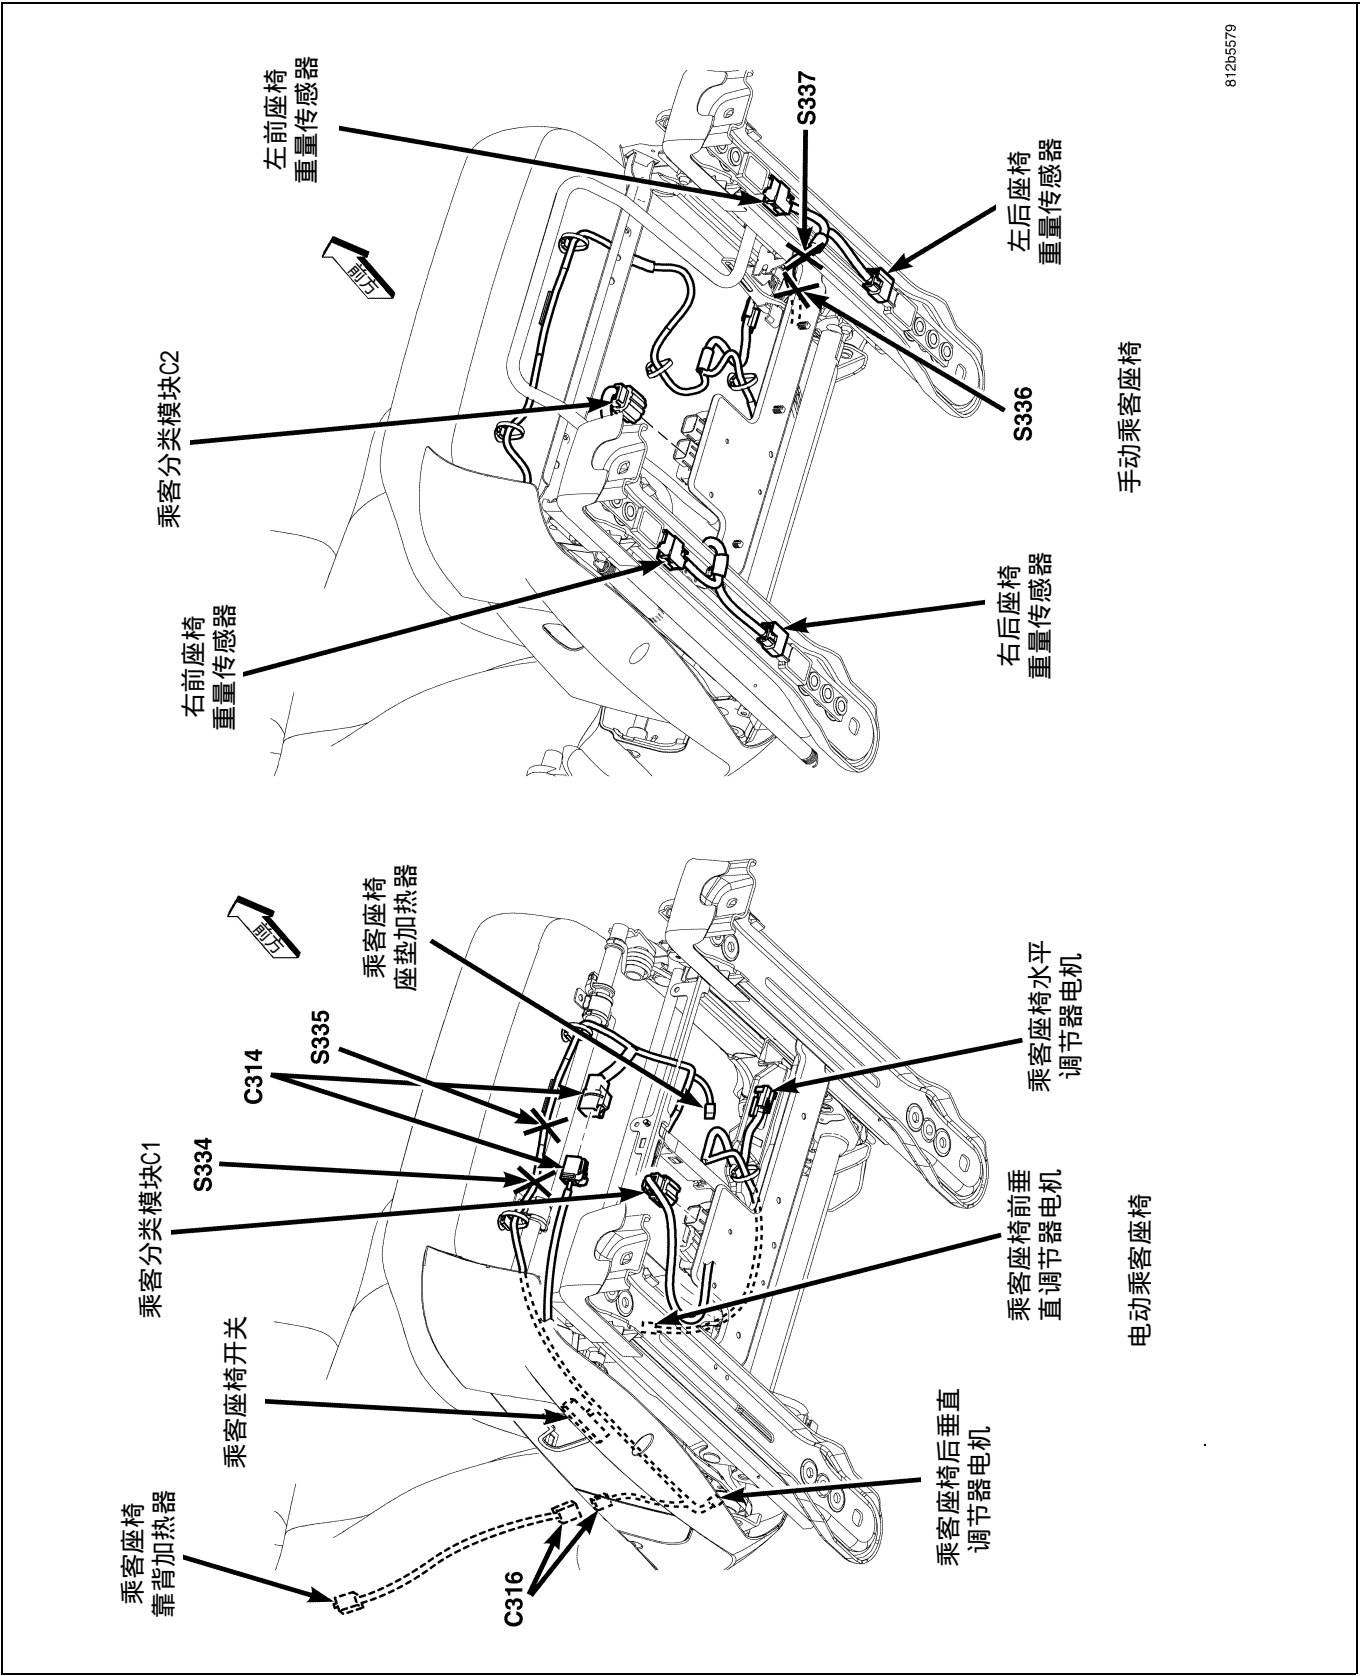 乘客座椅
靠背加热器
乘客座椅开关
乘客分类模块C1
S334
C314
S335
乘客座椅
座垫加热器
前方
C316
乘客座椅后垂直
调节器电机
乘客座椅前垂
直调节器电机
乘客座椅水平
调节器电机
电动乘客座椅
右前座椅
重量传感器
乘客分类模块C2
左前座椅
重量传感器
前方
S337
右后座椅
重量传感器
S336
左后座椅
重量传感器
手动乘客座椅
812b5579